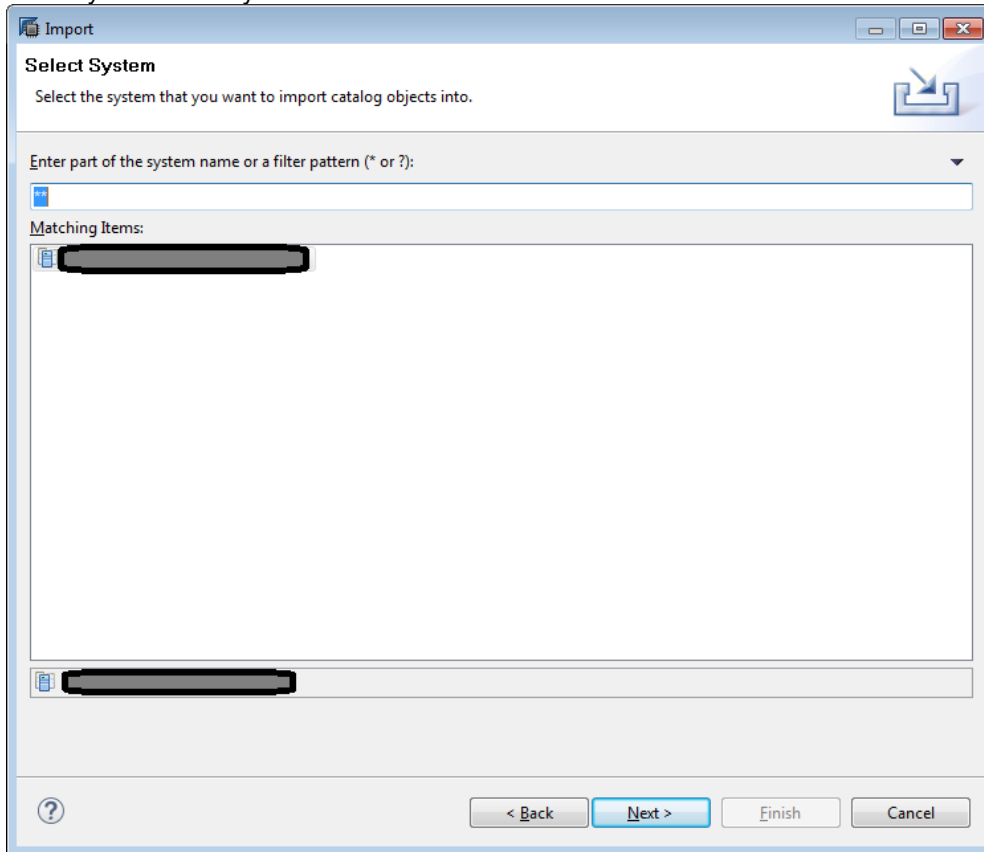 Import
Select System
Select the system that you want to import catalog objects into.
Enter part of the system name or a filter pattern (* or ?):
**
Matching Items:
< Back Next > Finish Cancel